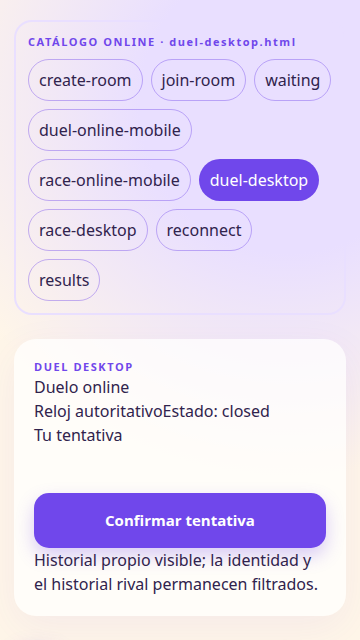 CATÁLOGO ONLINE · duel-desktop.html
create-room join-room waiting
duel-online-mobile
race-online-mobile duel-desktop
race-desktop reconnect
results
DUEL DESKTOP
Duelo online
Reloj autoritativoEstado: closed
Tu tentativa
Confirmar tentativa
Historial propio visible; la identidad y
el historial rival permanecen filtrados.